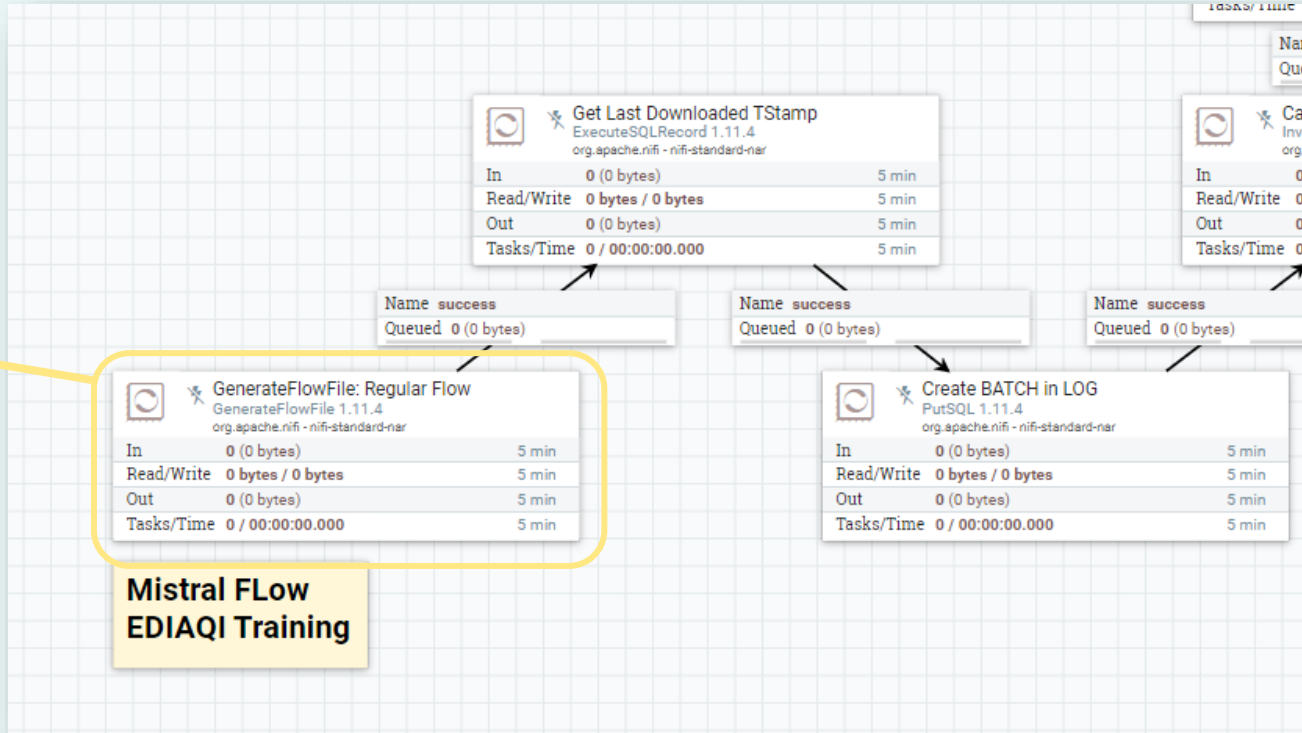 Tasks/Time
Get Last Downloaded TStamp
ExecuteSQLRecord 1.11.4
org.apache.nifi - nifi-standard-nar
In 0 (0 bytes) 5 min
Read/Write 0 bytes / 0 bytes 5 min
Out 0 (0 bytes) 5 min
Tasks/Time 0 / 00:00:00.000 5 min
In 0
Read/Write 0
Out 0
Tasks/Time 0
Name success
Queued 0 (0 bytes)
Name success
Queued 0 (0 bytes)
Name success
Queued 0 (0 bytes)
GenerateFlowFile: Regular Flow
GenerateFlowFile 1.11.4
org.apache.nifi - nifi-standard-nar
In 0 (0 bytes) 5 min
Read/Write 0 bytes / 0 bytes 5 min
Out 0 (0 bytes) 5 min
Tasks/Time 0 / 00:00:00.000 5 min
Create BATCH in LOG
PutSQL 1.11.4
org.apache.nifi - nifi-standard-nar
In 0 (0 bytes) 5 min
Read/Write 0 bytes / 0 bytes 5 min
Out 0 (0 bytes) 5 min
Tasks/Time 0 / 00:00:00.000 5 min
Mistral FLow
EDIAQI Training